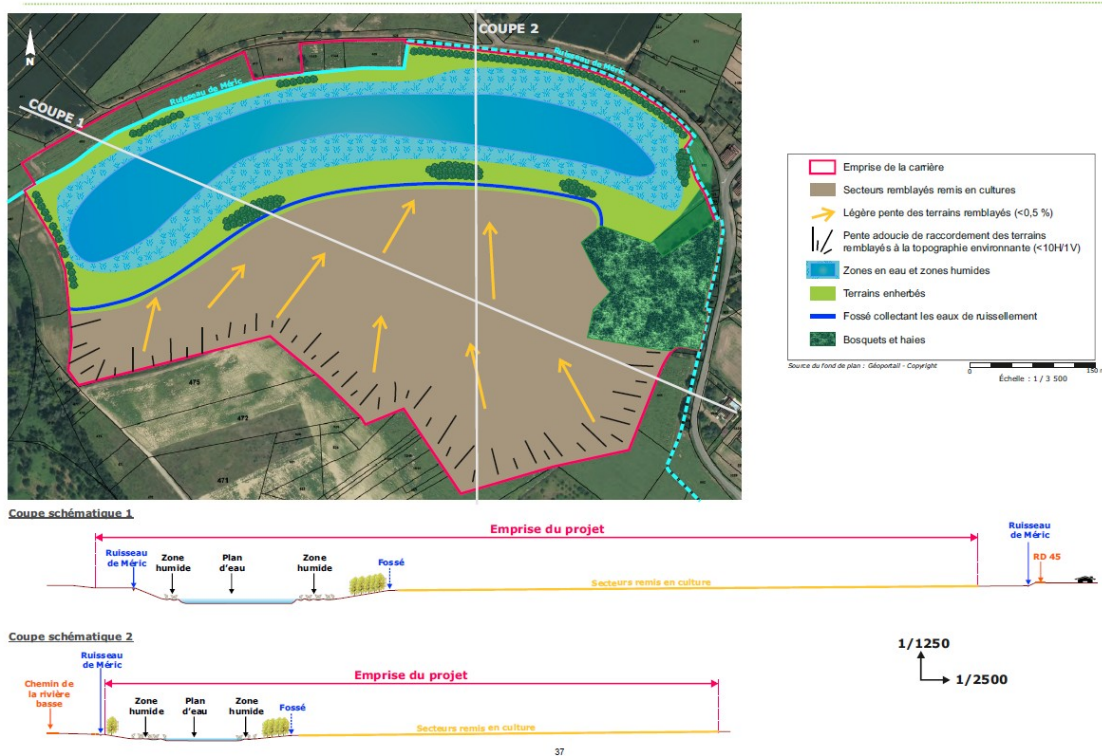 COUPE 2
N
Ruisseau de Méric
Ruisseau de Méric
COUPE 1
475
472
471
Emprise de la carrière
Secteurs remblayés remis en cultures
Légère pente des terrains remblayés (<0,5 %)
Pente adoucie de raccordement des terrains
remblayés à la topographie environnante (<10H/1V)
Zones en eau et zones humides
Terrains enherbés
Fossé collectant les eaux de ruissellement
Bosquets et haies
Source du fond de plan : Géoportail - Copyright
0
150 m
Échelle : 1 / 3 500
Coupe schématique 1
Emprise du projet
Ruisseau
de Méric
Zone
humide
Plan
d'eau
Zone
humide
Fossé
Secteurs remis en culture
Ruisseau
de Méric
RD 45
Coupe schématique 2
Ruisseau
de Méric
Emprise du projet
Chemin de
la rivière
basse
Zone
humide
Plan
d'eau
Zone
humide
Fossé
Secteurs remis en culture
1/1250
1/2500
37